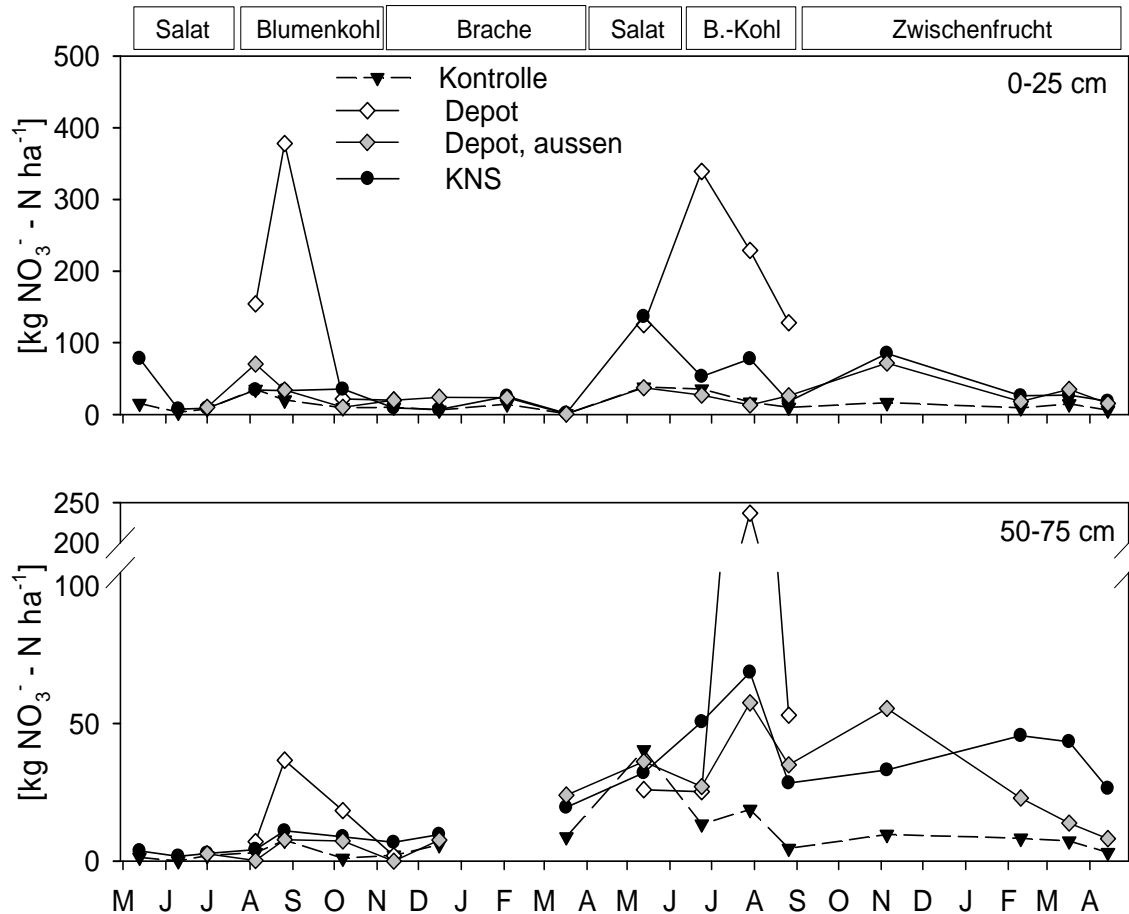 Salat Blumenkohl Brache Salat B.-Kohl Zwischenfrucht
500
400
300
200
100
0
[kg NO₃⁻ - N ha⁻¹]
Kontrolle
Depot
Depot, aussen
KNS
0-25 cm
250
200
100
50
0
[kg NO₃⁻ - N ha⁻¹]
50-75 cm
M J J A S O N D J F M A M J J A S O N D J F M A